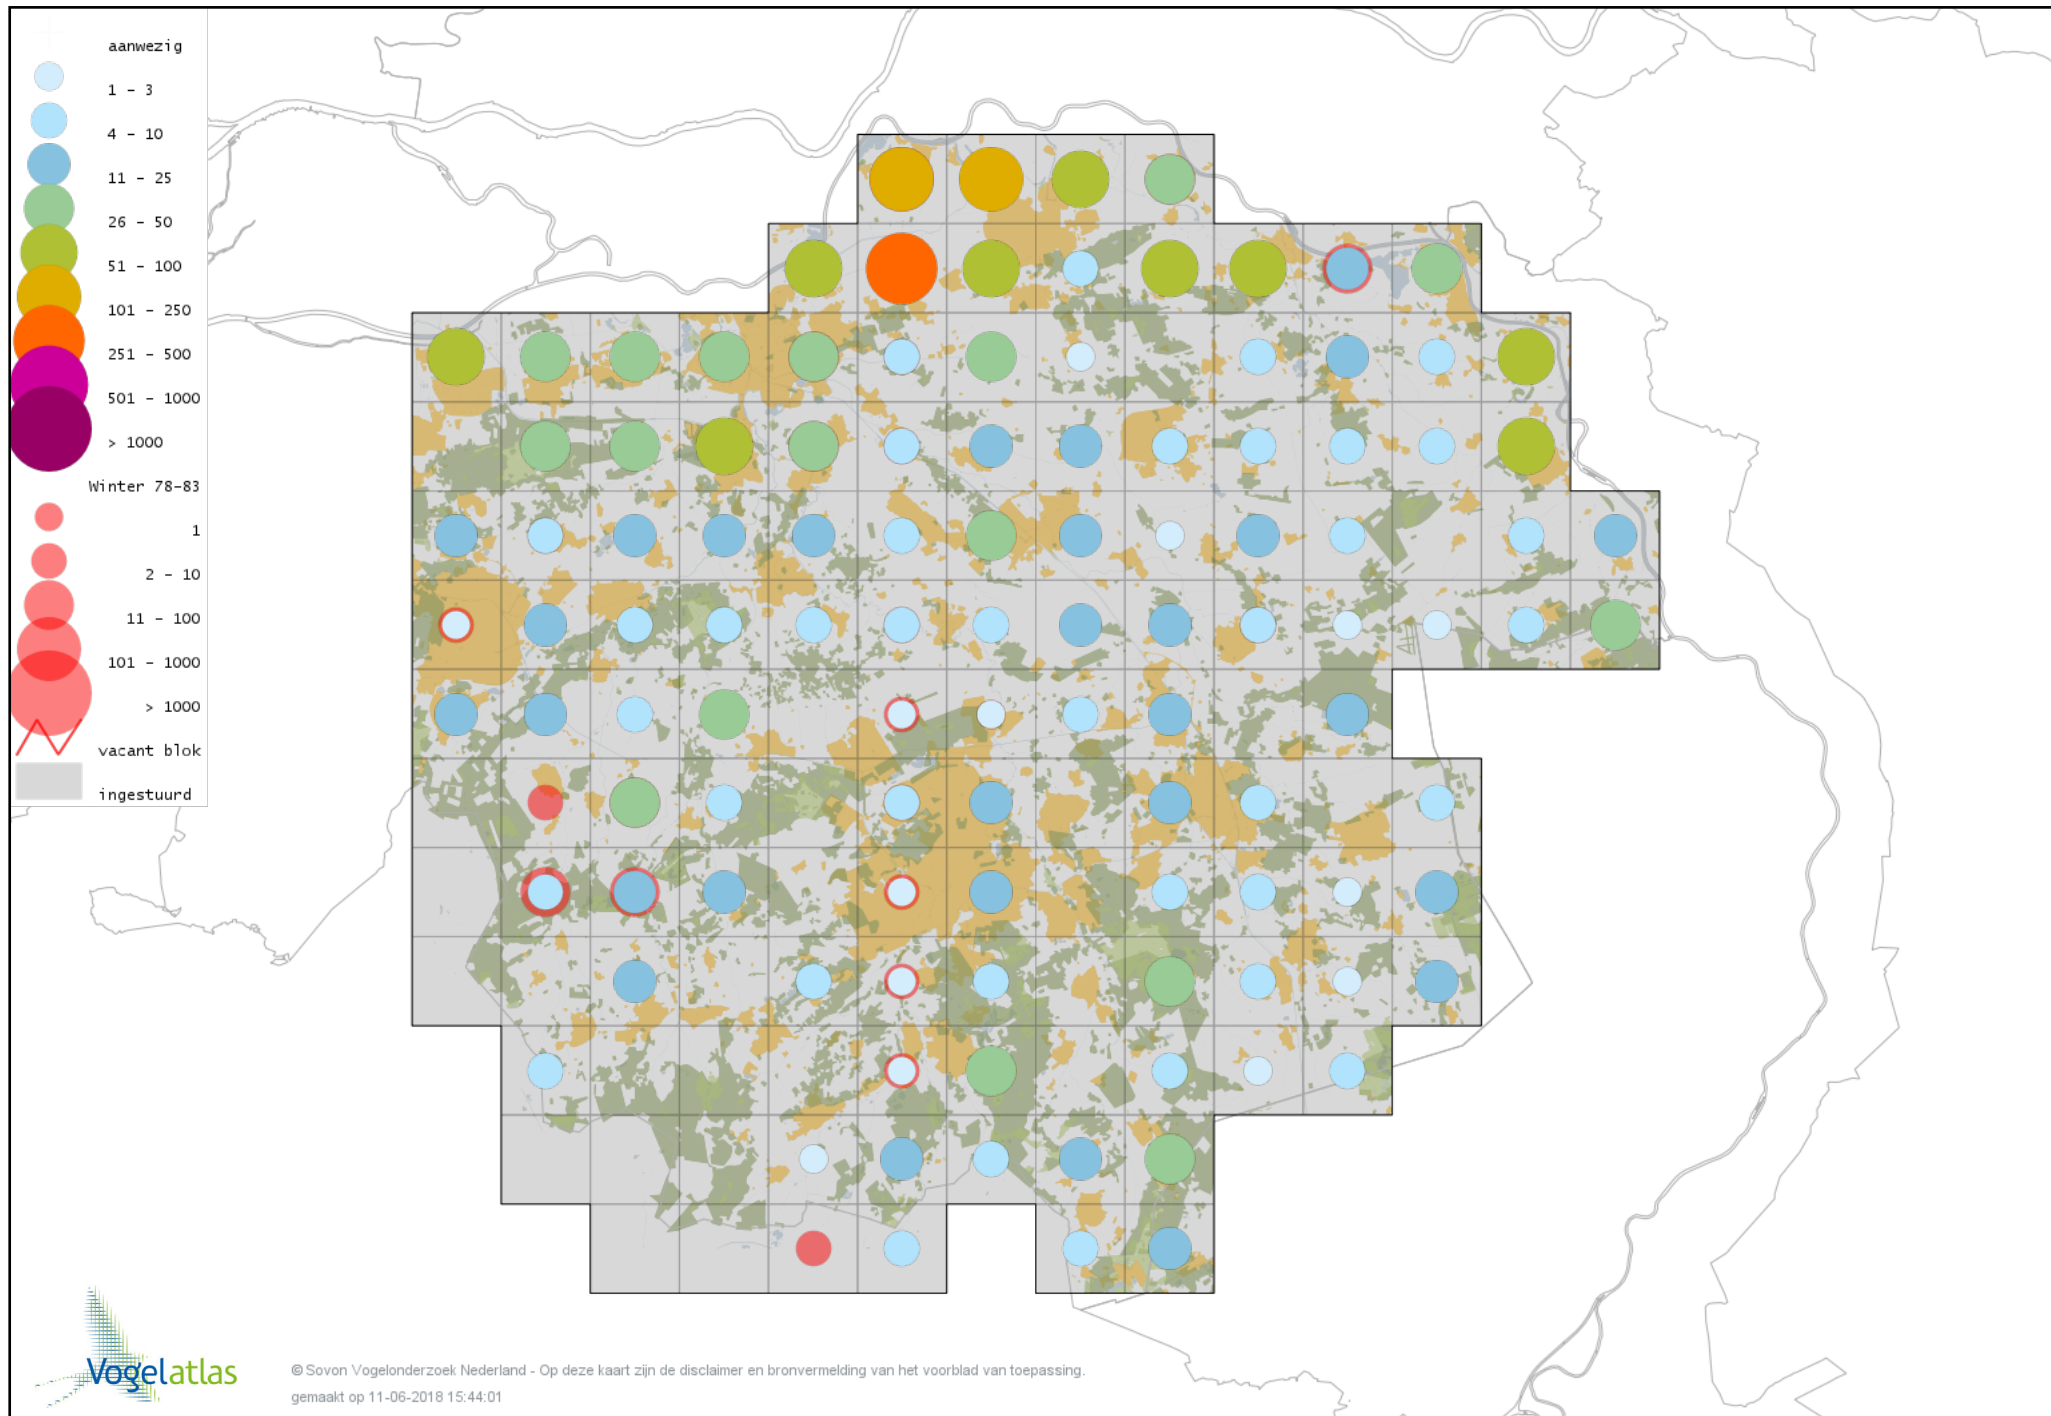 aanwezig
1 - 3
4 - 10
11 - 25
26 - 50
51 - 100
101 - 250
251 - 500
501 - 1000
> 1000
Winter 78-83
1
2 - 10
11 - 100
101 - 1000
> 1000
vacant blok
ingestuurd
Vogelatlas
© Sovon Vogelonderzoek Nederland - Op deze kaart zijn de disclaimer en bronvermelding van het voorblad van toepassing.
gemaakt op 11-06-2018 15:44:01